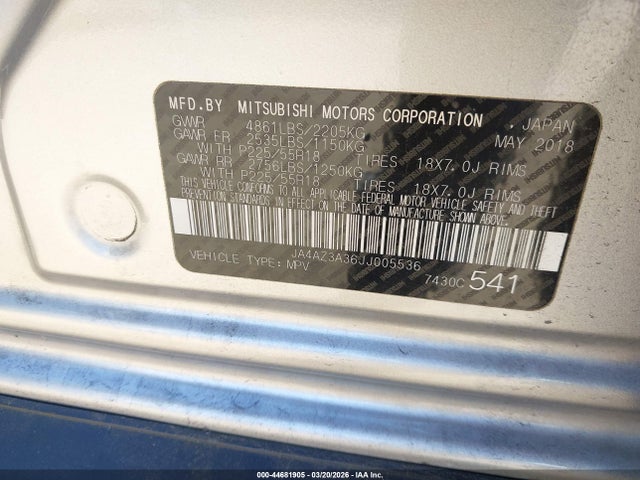 MFD.BY MITSUBISHI MOTORS CORPORATION , JAPAN
GVWR 4861LBS/2205KG MAY 2018
GAWR FR 2535LBS/1150KG
WITH P225/55R18 TIRES 18X7.0J RIMS
GAWR RR 2756LBS/1250KG
WITH P225/55R18 TIRES 18X7.0J RIMS
THIS VEHICLE CONFORMS TO ALL APPLICABLE FEDERAL MOTOR VEHICLE SAFETY AND THEFT
PREVENTION STANDARDS IN EFFECT ON THE DATE OF MANUFACTURE SHOWN ABOVE.
JA4AZ3A36JJ005536
VEHICLE TYPE: MPV
7430C 541
000-44681905 - 03/20/2026 - IAA Inc.